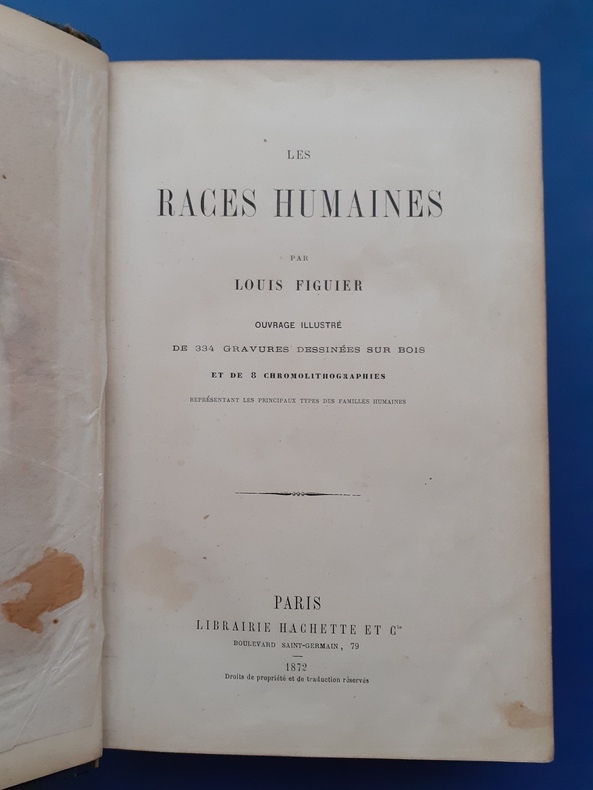 LES
RACES HUMAINES
PAR
LOUIS FIGUIER
OUVRAGE ILLUSTRÉ
DE 334 GRAVURES DESSINÉES SUR BOIS
ET DE 8 CHROMOLITHOGRAPHIES
REPRÉSENTANT LES PRINCIPAUX TYPES DES FAMILLES HUMAINES
PARIS
LIBRAIRIE HACHETTE ET Cie
BOULEVARD SAINT-GERMAIN, 79
1872
Droits de propriété et de traduction réservés